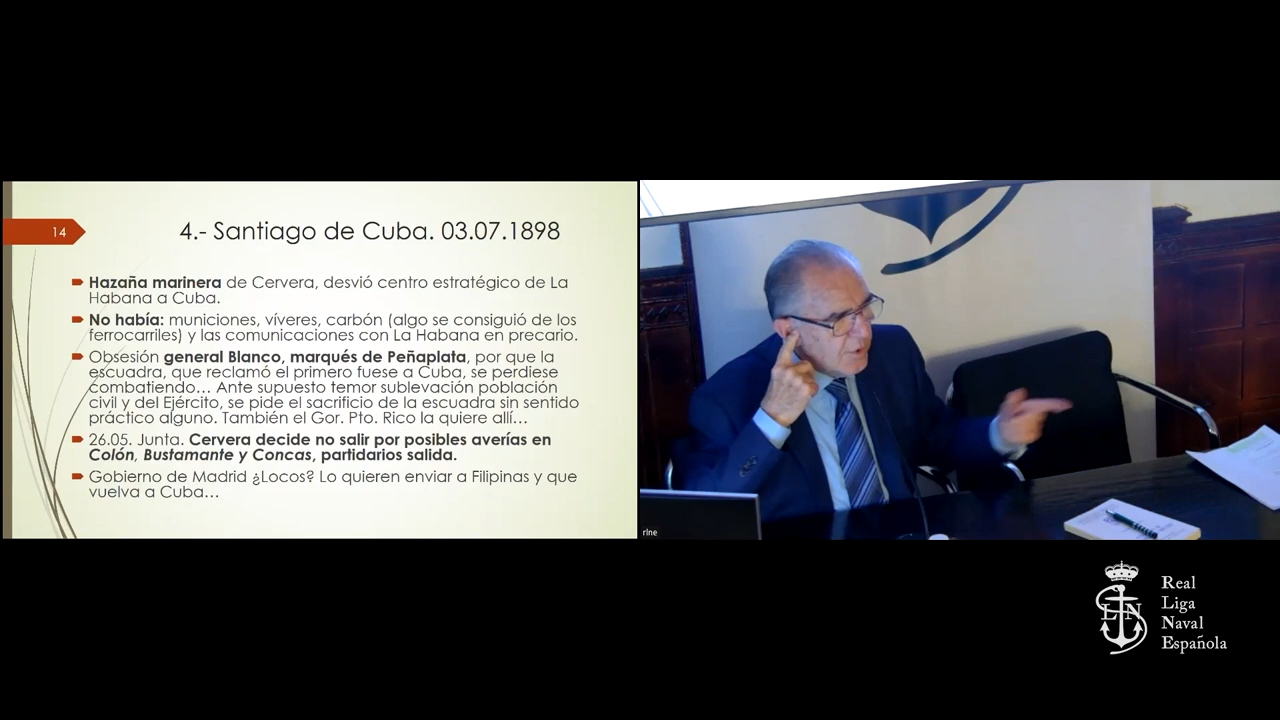 14
4.- Santiago de Cuba. 03.07.1898
Hazaña marinera de Cervera, desvió centro estratégico de La
Habana a Cuba.
No había: municiones, víveres, carbón (algo se consiguió de los
ferrocarriles) y las comunicaciones con La Habana en precario.
Obsesión general Blanco, marqués de Peñaplata, por que la
escuadra, que reclamó el primero fuese a Cuba, se perdiese
combatiendo... Ante supuesto temor sublevación población
civil y del Ejército, se pide el sacrificio de la escuadra sin sentido
práctico alguno. También el Gor. Pto. Rico la quiere allí...
26.05. Junta. Cervera decide no salir por posibles averías en
Colón, Bustamante y Concas, partidarios salida.
Gobierno de Madrid ¿Locos? Lo quieren enviar a Filipinas y que
vuelva a Cuba...
rlne
LN
Real
Liga
Naval
Española